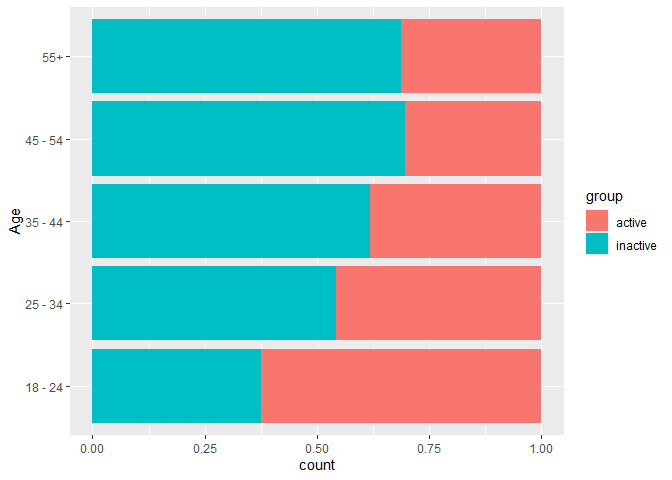 55+
45 - 54
35 - 44
25 - 34
18 - 24
Age
0.00 0.25 0.50 0.75 1.00
count
group
active
inactive